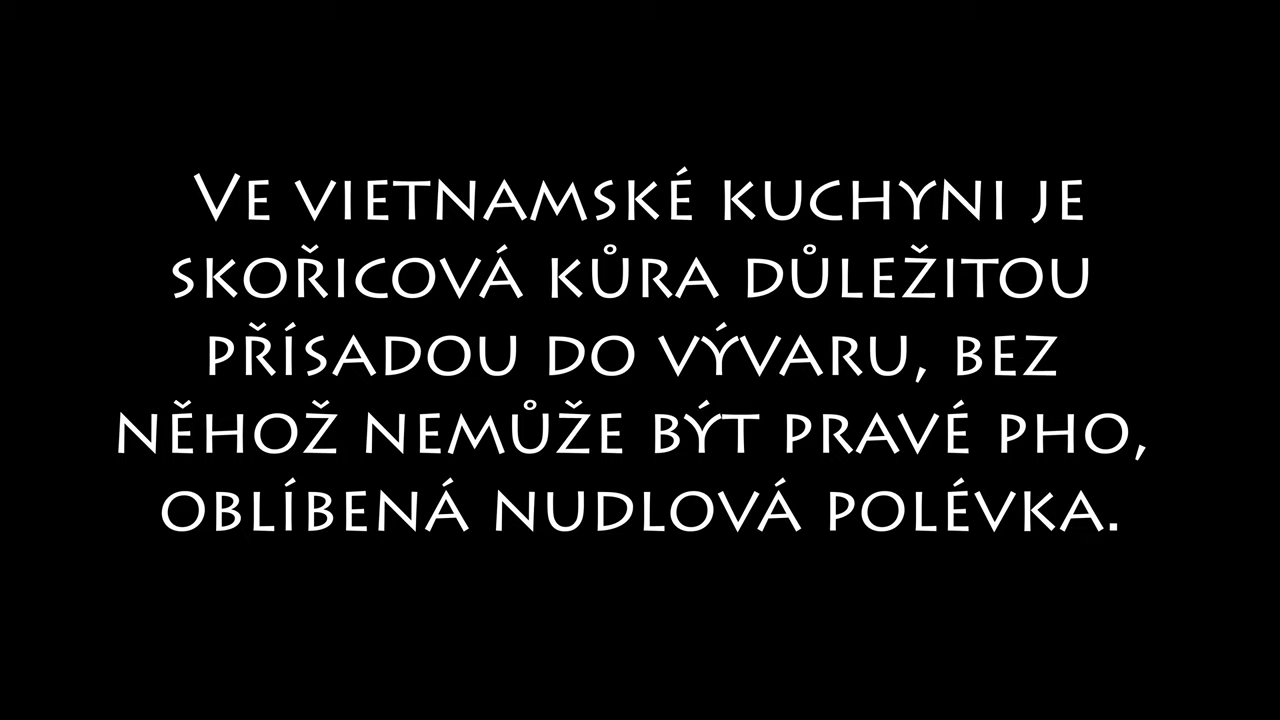 Ve vietnamské kuchyni je
skořicová kůra důležitou
přísadou do vývaru, bez
něhož nemůže být pravé pho,
oblíbená nudlová polévka.